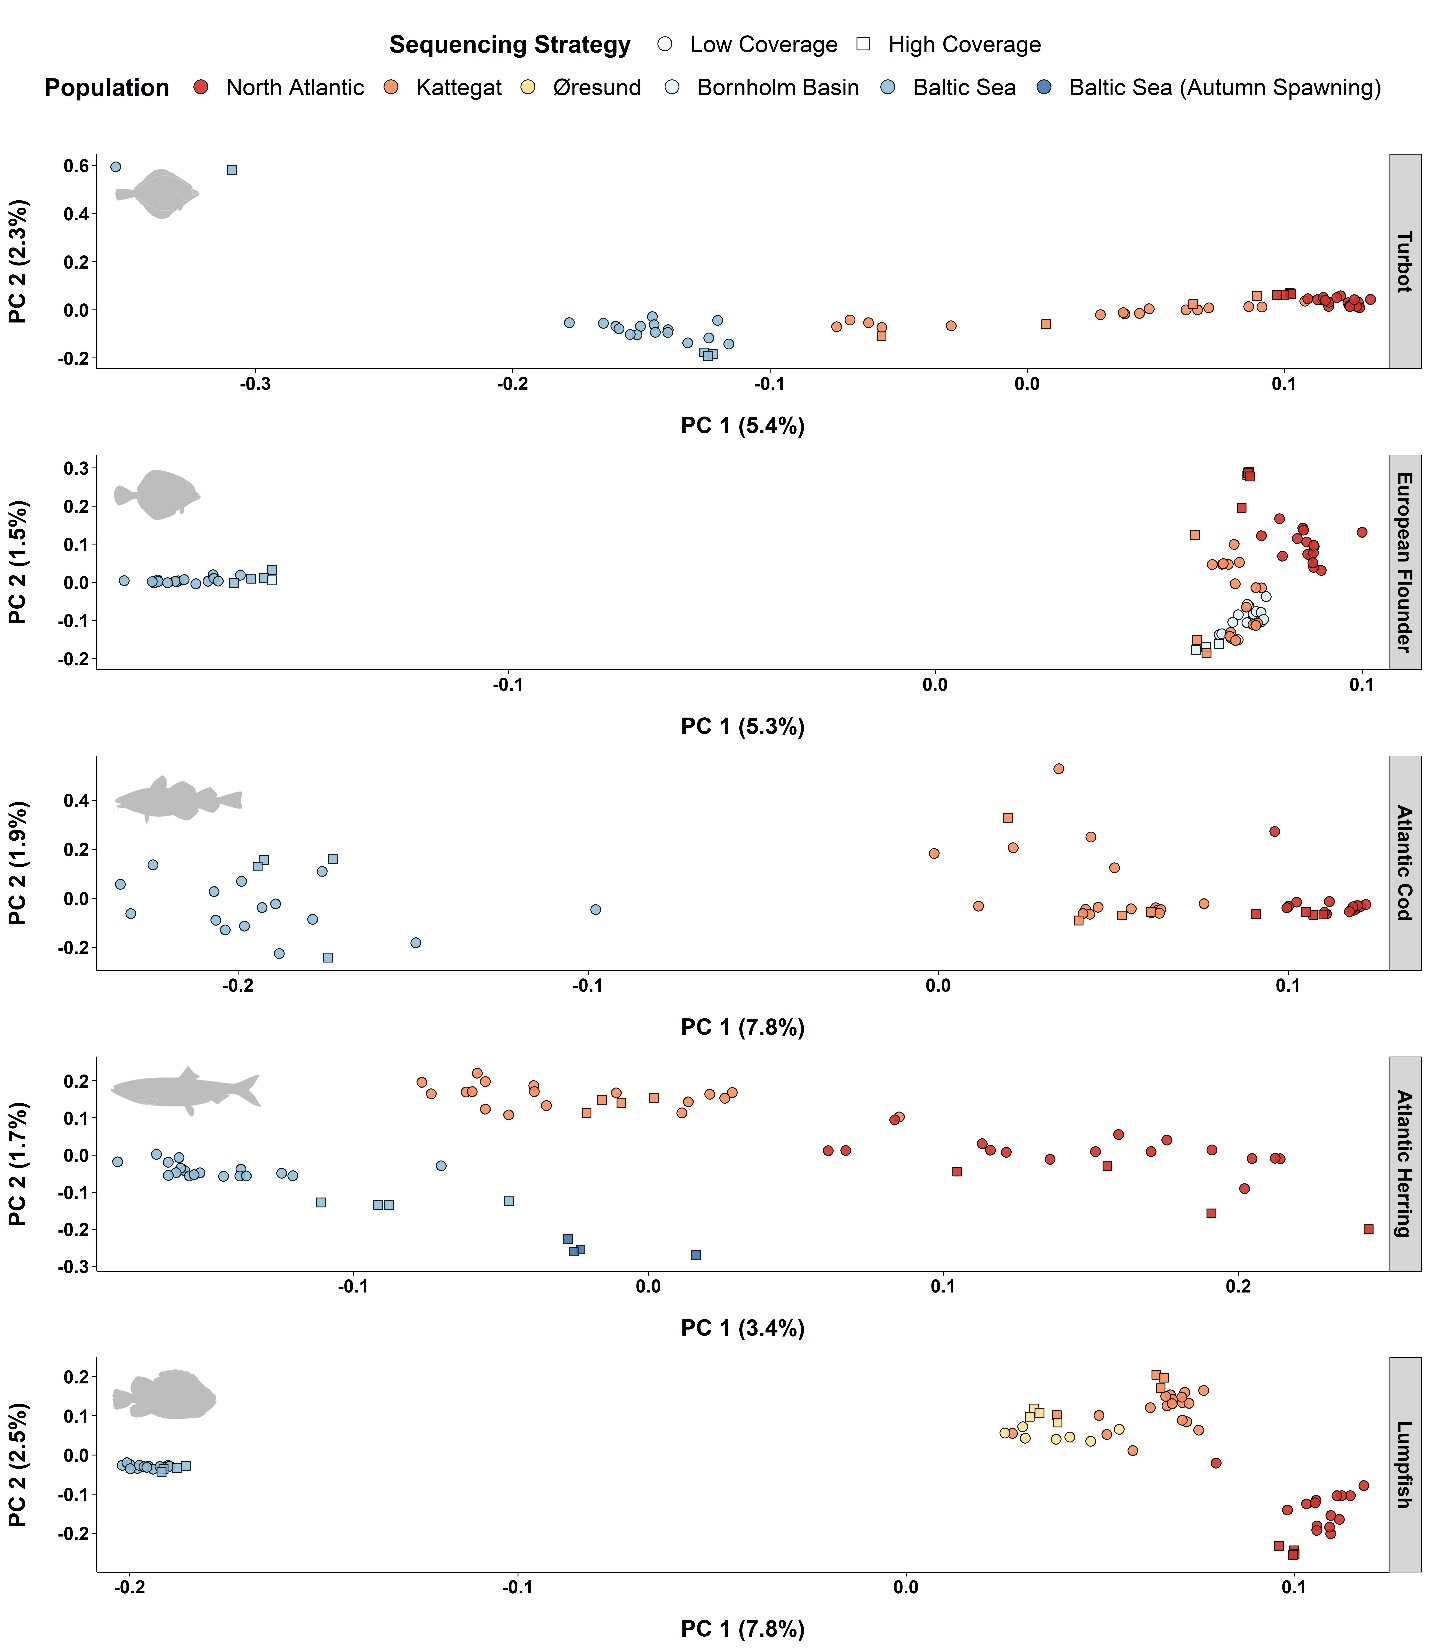 Sequencing Strategy Low Coverage High Coverage
Population North Atlantic Kattegat Øresund Bornholm Basin Baltic Sea Baltic Sea (Autumn Spawning)
PC 2 (2.3%)
0.6
0.4
0.2
0.0
-0.2
Turbot
-0.3 -0.2 -0.1 0.0 0.1
PC 1 (5.4%)
PC 2 (1.5%)
0.3
0.2
0.1
0.0
-0.1
-0.2
European Flounder
-0.1 0.0 0.1
PC 1 (5.3%)
PC 2 (1.9%)
0.4
0.2
0.0
-0.2
Atlantic Cod
-0.2 -0.1 0.0 0.1
PC 1 (7.8%)
PC 2 (1.7%)
0.2
0.1
0.0
-0.1
-0.2
-0.3
Atlantic Herring
-0.1 0.0 0.1 0.2
PC 1 (3.4%)
PC 2 (2.5%)
0.2
0.1
0.0
-0.1
-0.2
Lumpfish
-0.2 -0.1 0.0 0.1
PC 1 (7.8%)